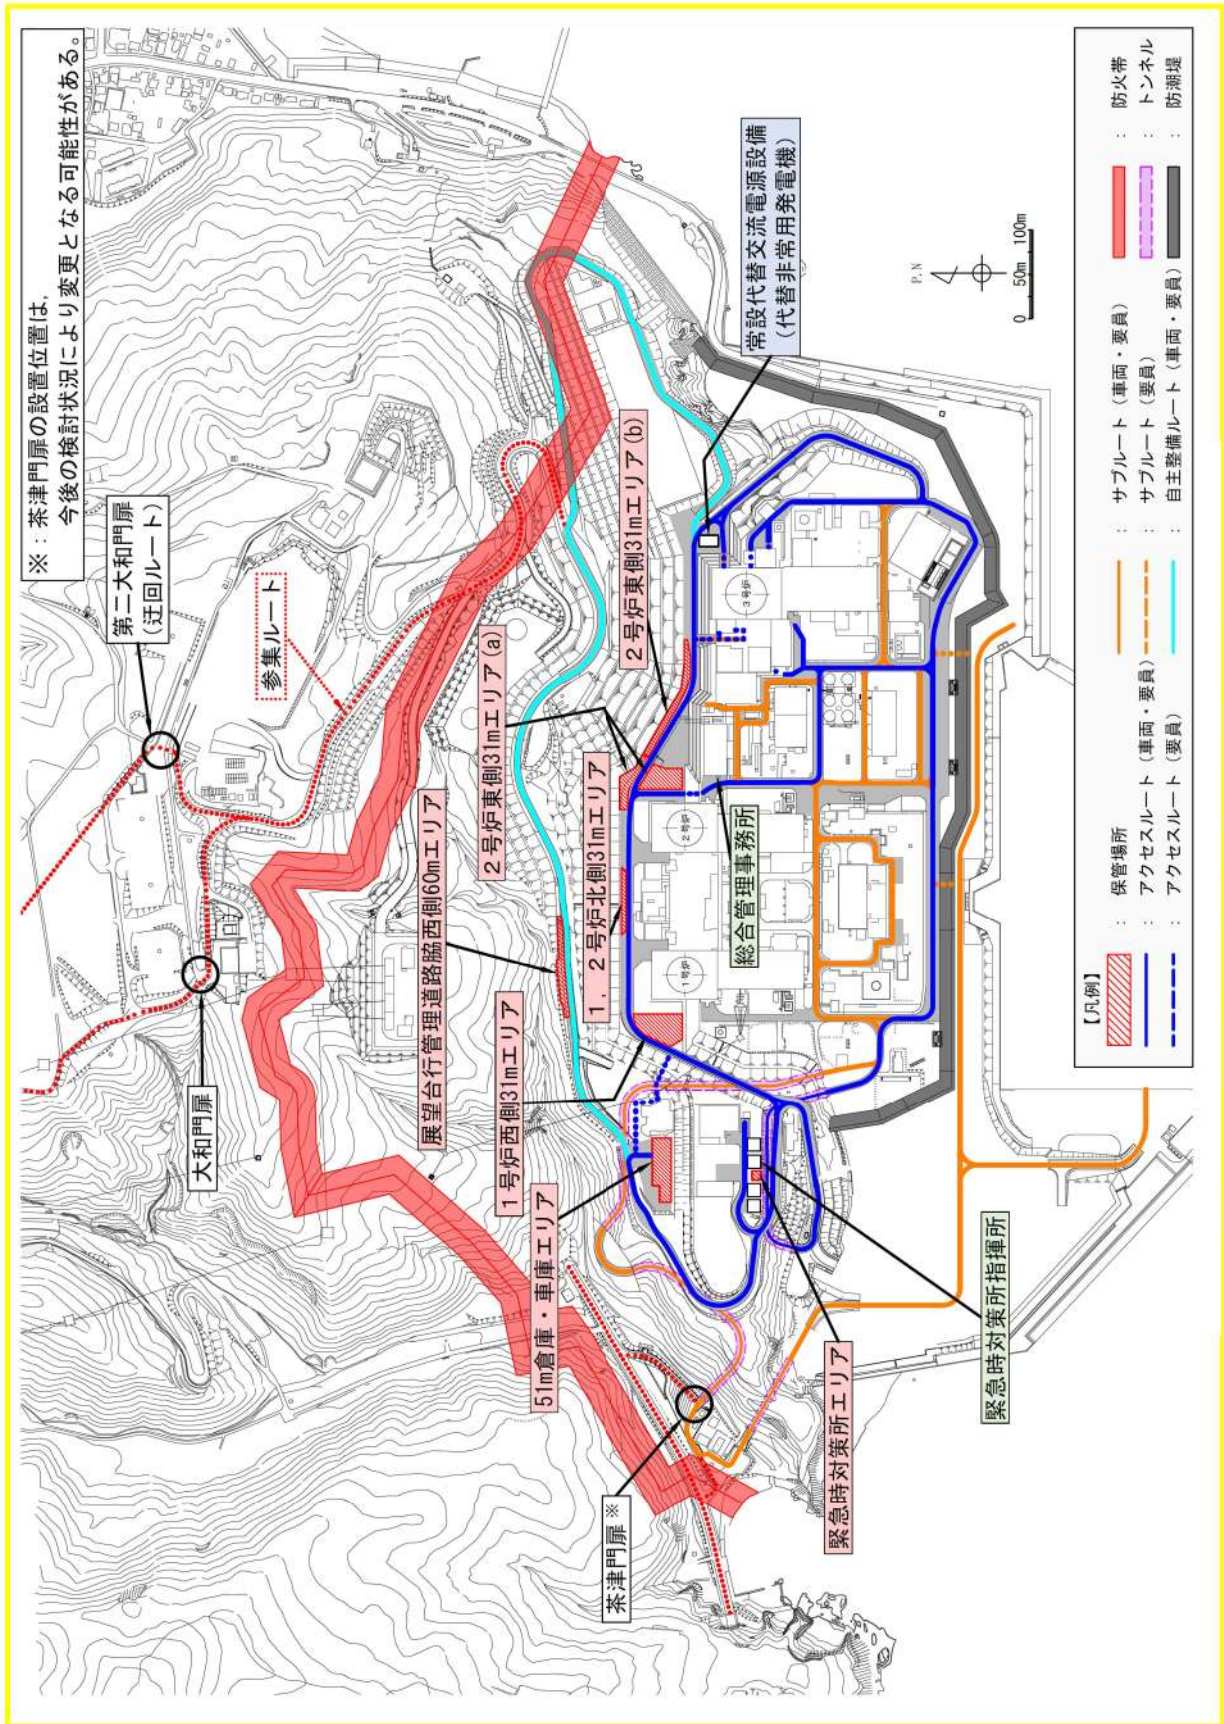 ※：茶津門扉の設置位置は，
今後の検討状況により変更となる可能性がある。
第二大和門扉
(迂回ルート)
参集ルート
大和門扉
展望台行管理道路脇西側60mエリア
2号炉東側31mエリア(a)
2号炉東側31mエリア(b)
1，2号炉北側31mエリア
1号炉西側31mエリア
51m倉庫・車庫エリア
茶津門扉※
緊急時対策所エリア
緊急時対策所指揮所
総合管理事務所
常設代替交流電源設備
(代替非常用発電機)
1号炉
2号炉
3号炉
P.N
0 50m 100m
【凡例】
： 保管場所
： アクセスルート (車両・要員)
： アクセスルート (要員)
： サブルート (車両・要員)
： サブルート (要員)
： 自主整備ルート (車両・要員)
： 防火帯
： トンネル
： 防潮堤